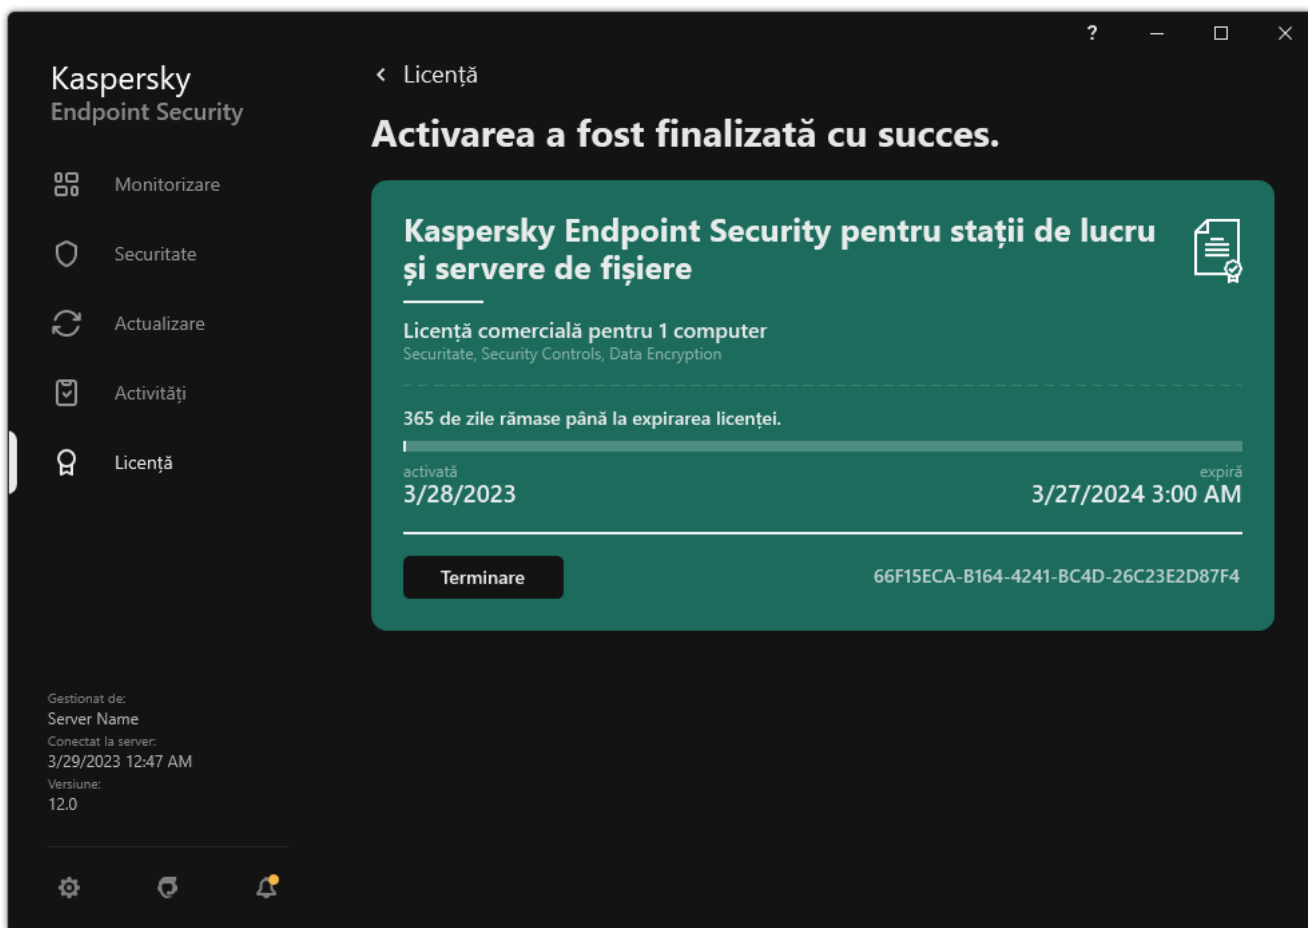 ?
Kaspersky
Endpoint Security
Monitorizare
Securitate
Actualizare
Activități
Licență
Gestionat de:
Server Name
Conectat la server:
3/29/2023 12:47 AM
Versiune:
12.0
Licență
Activarea a fost finalizată cu succes.
Kaspersky Endpoint Security pentru stații de lucru
și servere de fișiere
Licență comercială pentru 1 computer
Securitate, Security Controls, Data Encryption
365 de zile rămase până la expirarea licenței.
activată
3/28/2023
expiră
3/27/2024 3:00 AM
Terminare
66F15ECA-B164-4241-BC4D-26C23E2D87F4